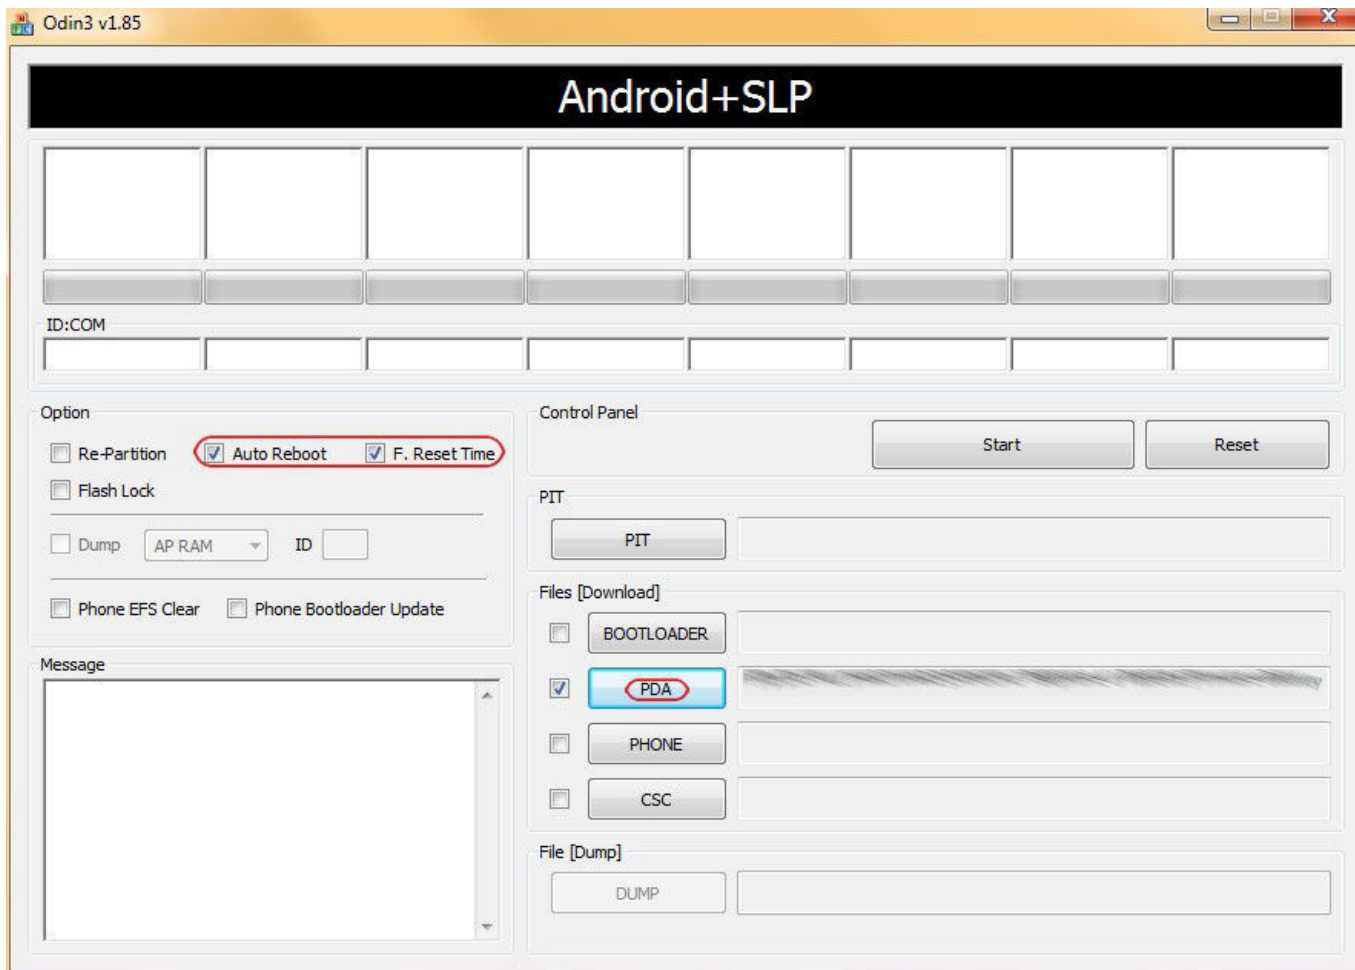 Odin3 v1.85
Android+SLP
ID:COM
Option
Re-Partition Auto Reboot F. Reset Time
Flash Lock
Dump AP RAM ID
Phone EFS Clear Phone Bootloader Update
Message
Control Panel
Start Reset
PIT
PIT
Files [Download]
BOOTLOADER
PDA
PHONE
CSC
File [Dump]
DUMP